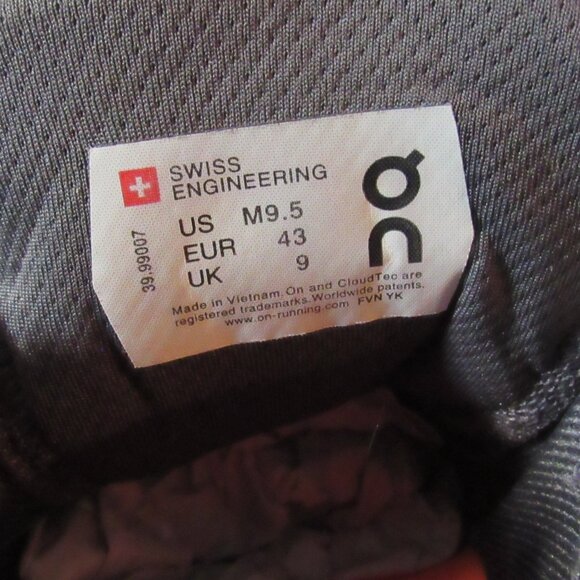 SWISS
ENGINEERING
US M9.5
EUR 43
UK 9
39.99007
Made in Vietnam, On and CloudTec are
registered trademarks. Worldwide patents.
www.on-running.com FVN YK
On